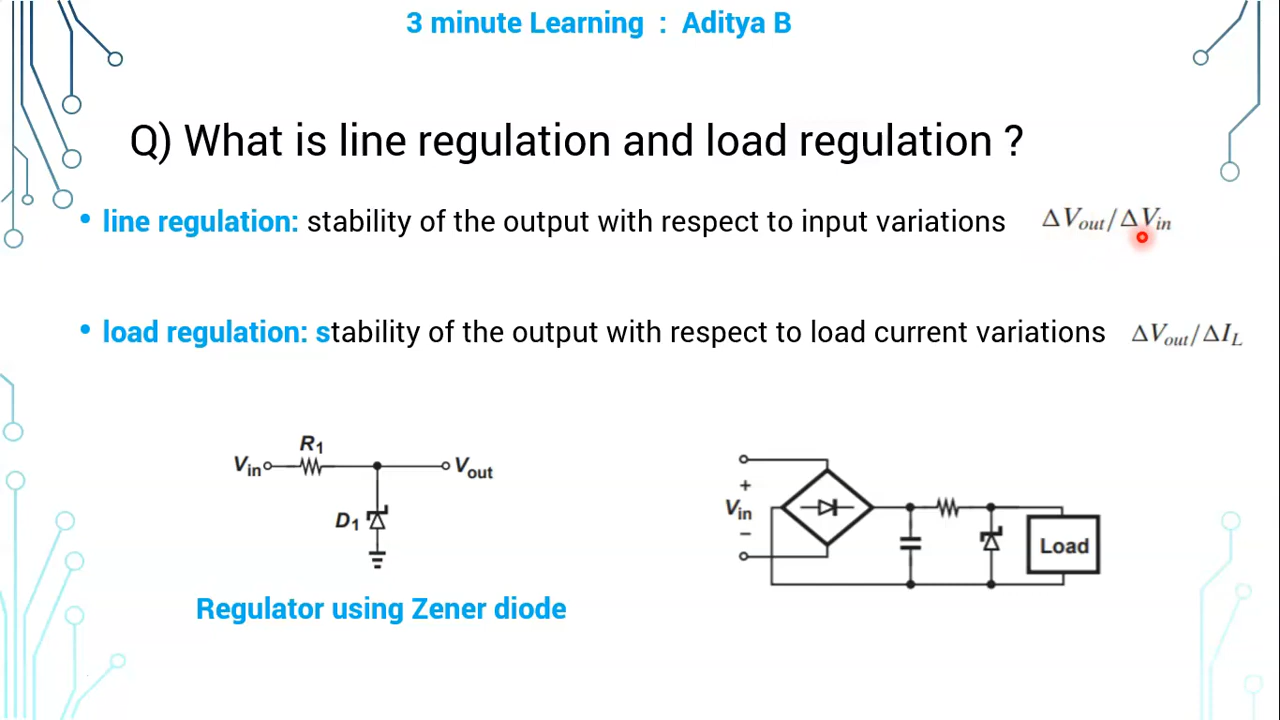 3 minute Learning : Aditya B
Q) What is line regulation and load regulation ?
• line regulation: stability of the output with respect to input variations ΔVout/ΔVin
• load regulation: stability of the output with respect to load current variations ΔVout/ΔIL
R1
Vin
Vout
D1
Regulator using Zener diode
+
Vin
−
Load